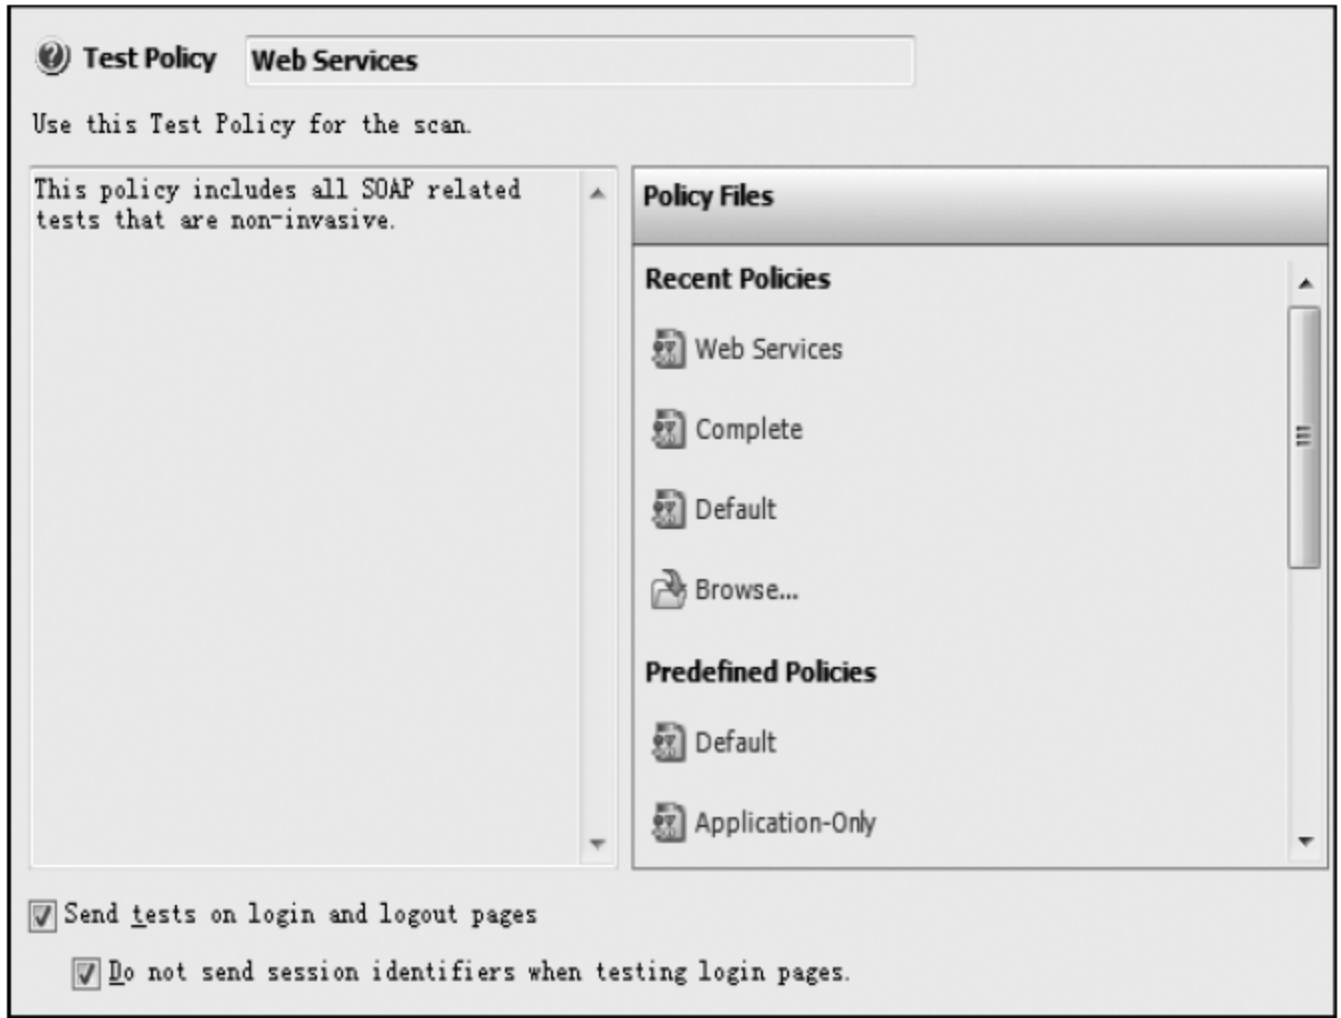 Test Policy Web Services
Use this Test Policy for the scan.
This policy includes all SOAP related
tests that are non-invasive.
Policy Files
Recent Policies
Web Services
Complete
Default
Browse...
Predefined Policies
Default
Application-Only
Send tests on login and logout pages
Do not send session identifiers when testing login pages.